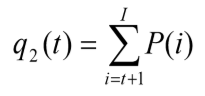 q₂(t) = ∑_{i=t+1}^{I} P(i)